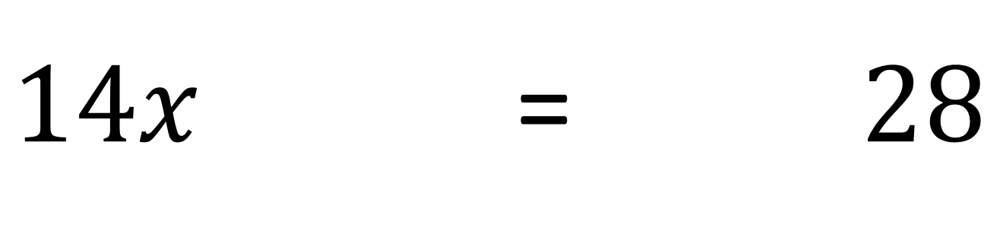 14x = 28